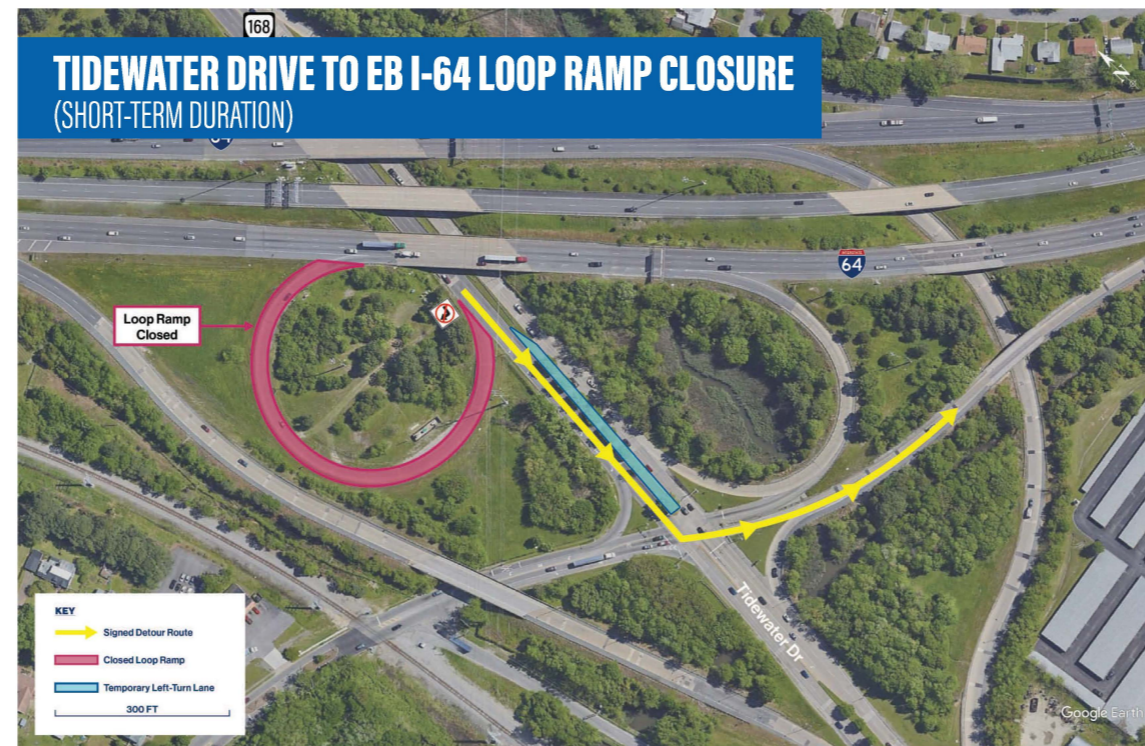 168
TIDEWATER DRIVE TO EB I-64 LOOP RAMP CLOSURE
(SHORT-TERM DURATION)
64
64
Loop Ramp
Closed
Tidewater Dr
KEY
Signed Detour Route
Closed Loop Ramp
Temporary Left-Turn Lane
300 FT
Google Earth